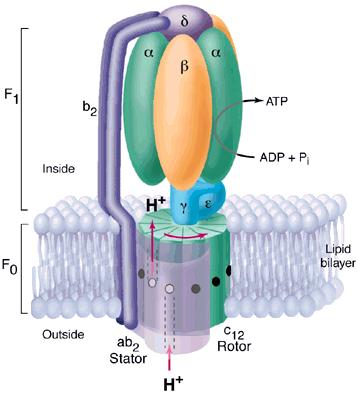 δ
α
α
β
F1
b2
ATP
ADP + Pi
Inside
H+
γ
ε
F0
Lipid
bilayer
Outside
ab2
Stator
C12
Rotor
H+